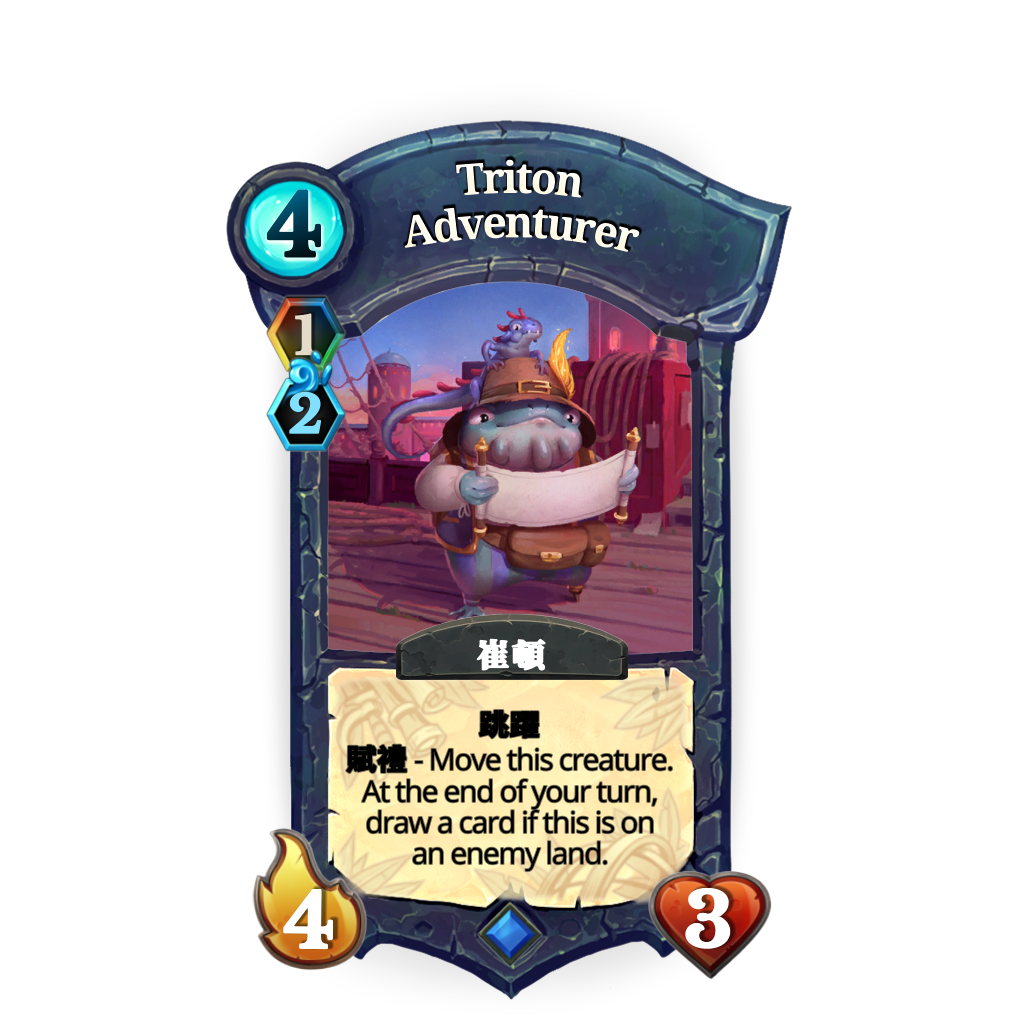 Triton
Adventurer
4
1
2
崔頓
跳躍
賦禮 - Move this creature.
At the end of your turn,
draw a card if this is on
an enemy land.
4
3